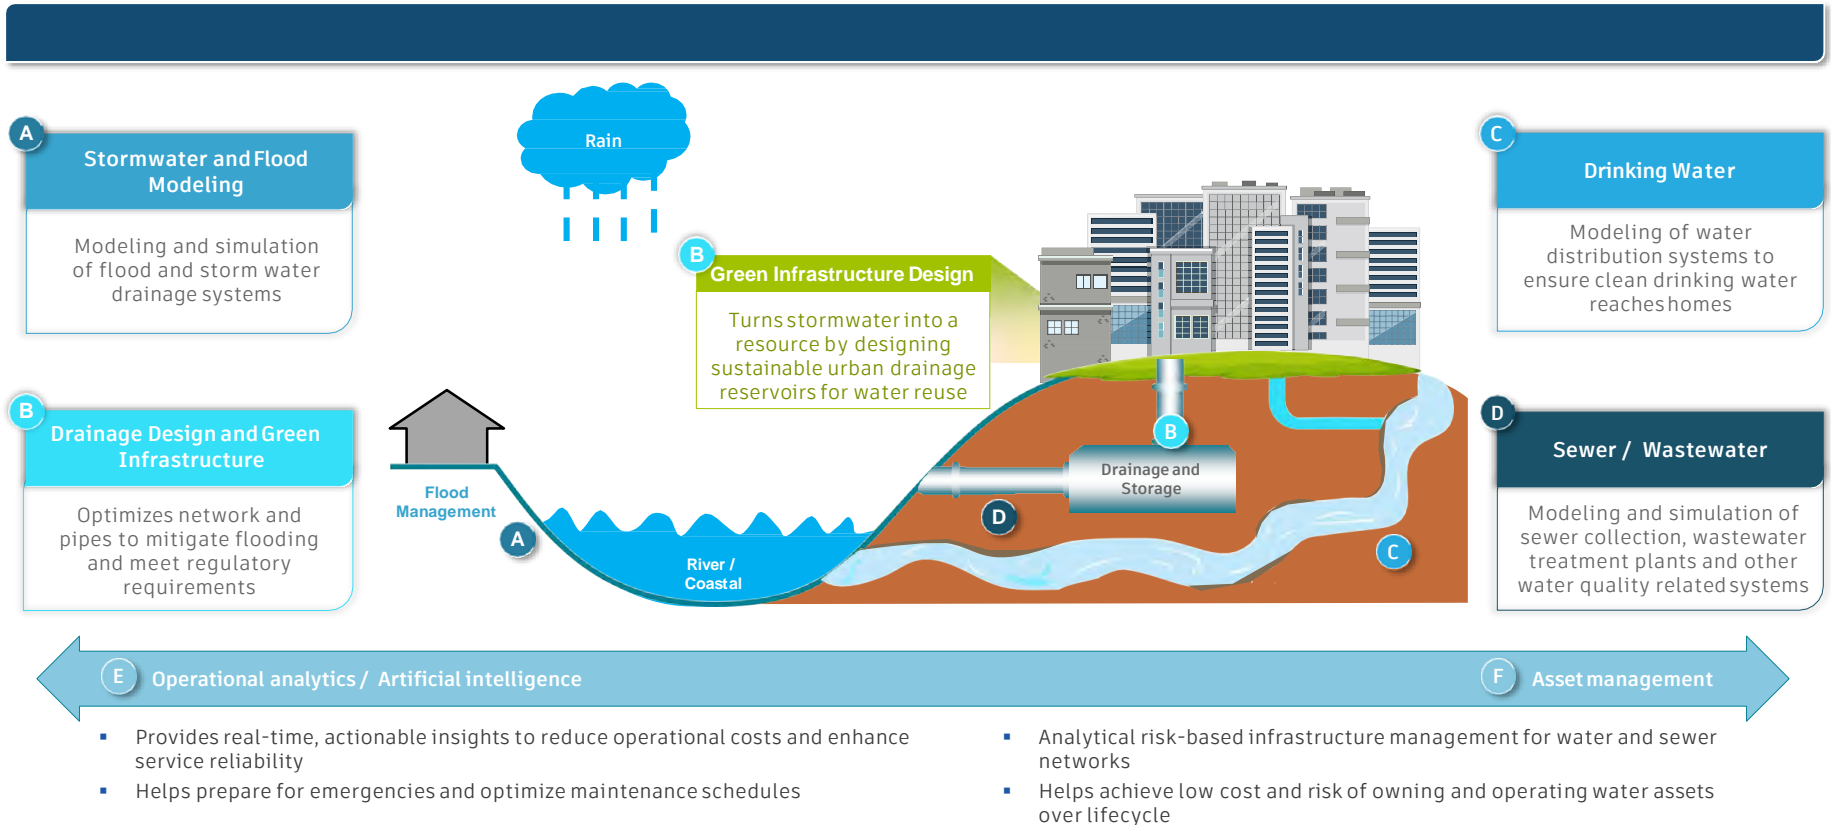 A
Stormwater and Flood
Modeling
Modeling and simulation
of flood and storm water
drainage systems
B
Drainage Design and Green
Infrastructure
Optimizes network and
pipes to mitigate flooding
and meet regulatory
requirements
Rain
B
Green Infrastructure Design
Turns stormwater into a
resource by designing
sustainable urban drainage
reservoirs for water reuse
Flood
Management
A
River /
Coastal
B
Drainage and
Storage
D
C
C
Drinking Water
Modeling of water
distribution systems to
ensure clean drinking water
reaches homes
D
Sewer / Wastewater
Modeling and simulation of
sewer collection, wastewater
treatment plants and other
water quality related systems
E
Operational analytics / Artificial intelligence
F
Asset management
▪ Provides real-time, actionable insights to reduce operational costs and enhance
service reliability
▪ Helps prepare for emergencies and optimize maintenance schedules
▪ Analytical risk-based infrastructure management for water and sewer
networks
▪ Helps achieve low cost and risk of owning and operating water assets
over lifecycle